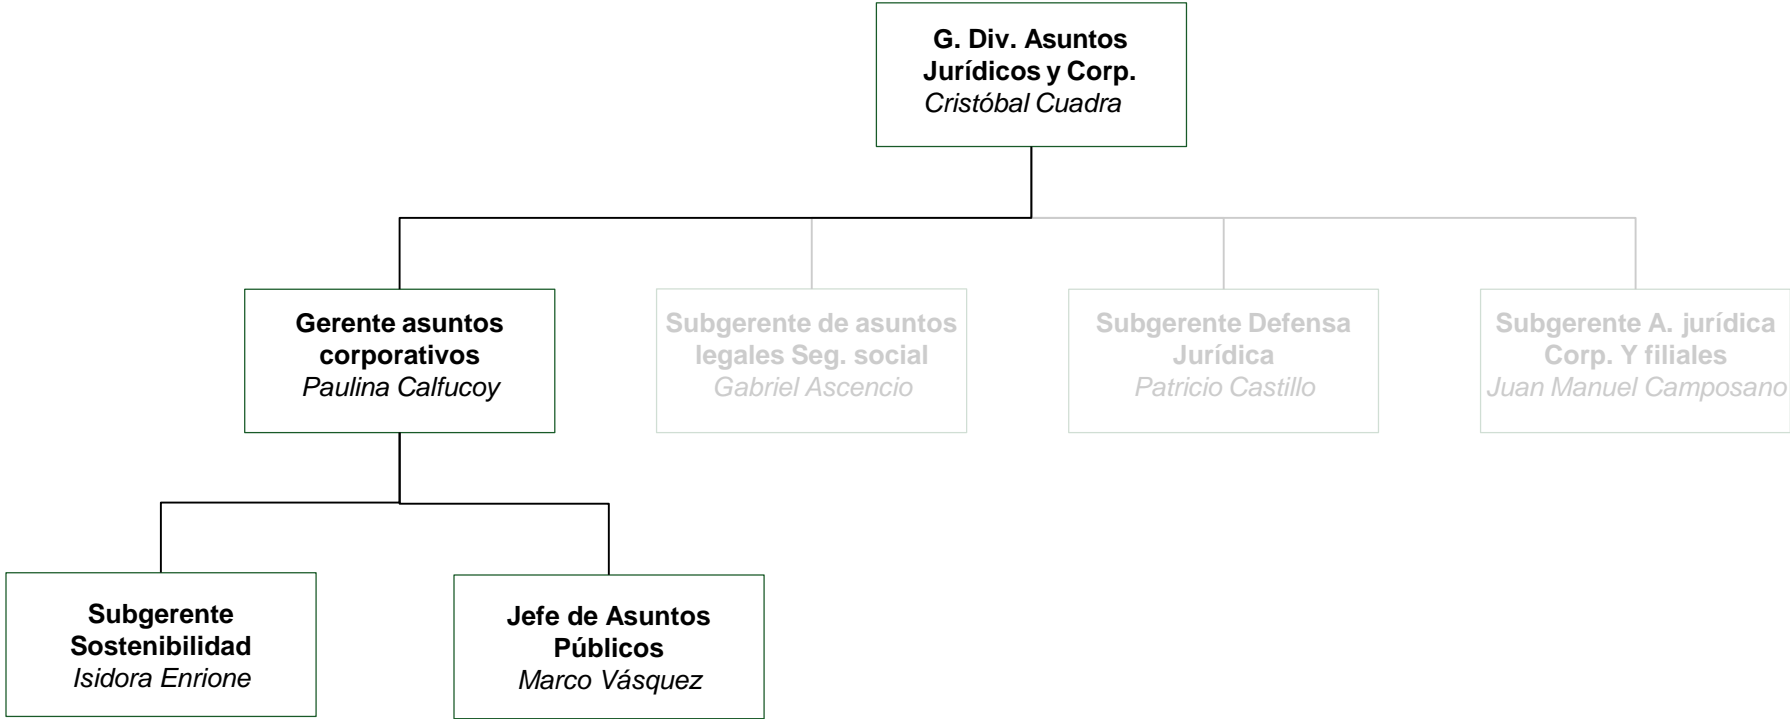 G. Div. Asuntos
Jurídicos y Corp.
Cristóbal Cuadra
Gerente asuntos
corporativos
Paulina Calfucoy
Subgerente de asuntos
legales Seg. social
Gabriel Ascencio
Subgerente Defensa
Jurídica
Patricio Castillo
Subgerente A. jurídica
Corp. Y filiales
Juan Manuel Camposano
Subgerente
Sostenibilidad
Isidora Enrione
Jefe de Asuntos
Públicos
Marco Vásquez